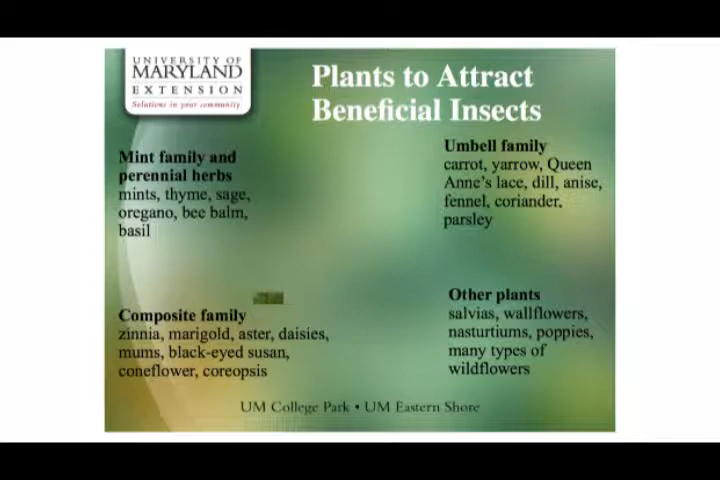 UNIVERSITY OF
MARYLAND
EXTENSION
Solutions in your community
Plants to Attract
Beneficial Insects
Mint family and
perennial herbs
mints, thyme, sage,
oregano, bee balm,
basil
Umbell family
carrot, yarrow, Queen
Anne's lace, dill, anise,
fennel, coriander,
parsley
Composite family
zinnia, marigold, aster, daisies,
mums, black-eyed susan,
coneflower, coreopsis
Other plants
salvias, wallflowers,
nasturtiums, poppies,
many types of
wildflowers
UM College Park • UM Eastern Shore